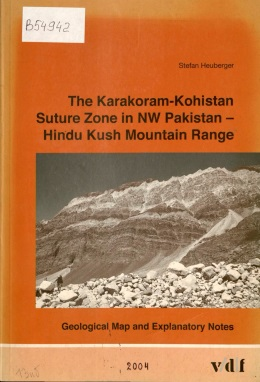 B54942
Stefan Heuberger
The Karakoram-Kohistan
Suture Zone in NW Pakistan –
Hindu Kush Mountain Range
Geological Map and Explanatory Notes
2004
v d f